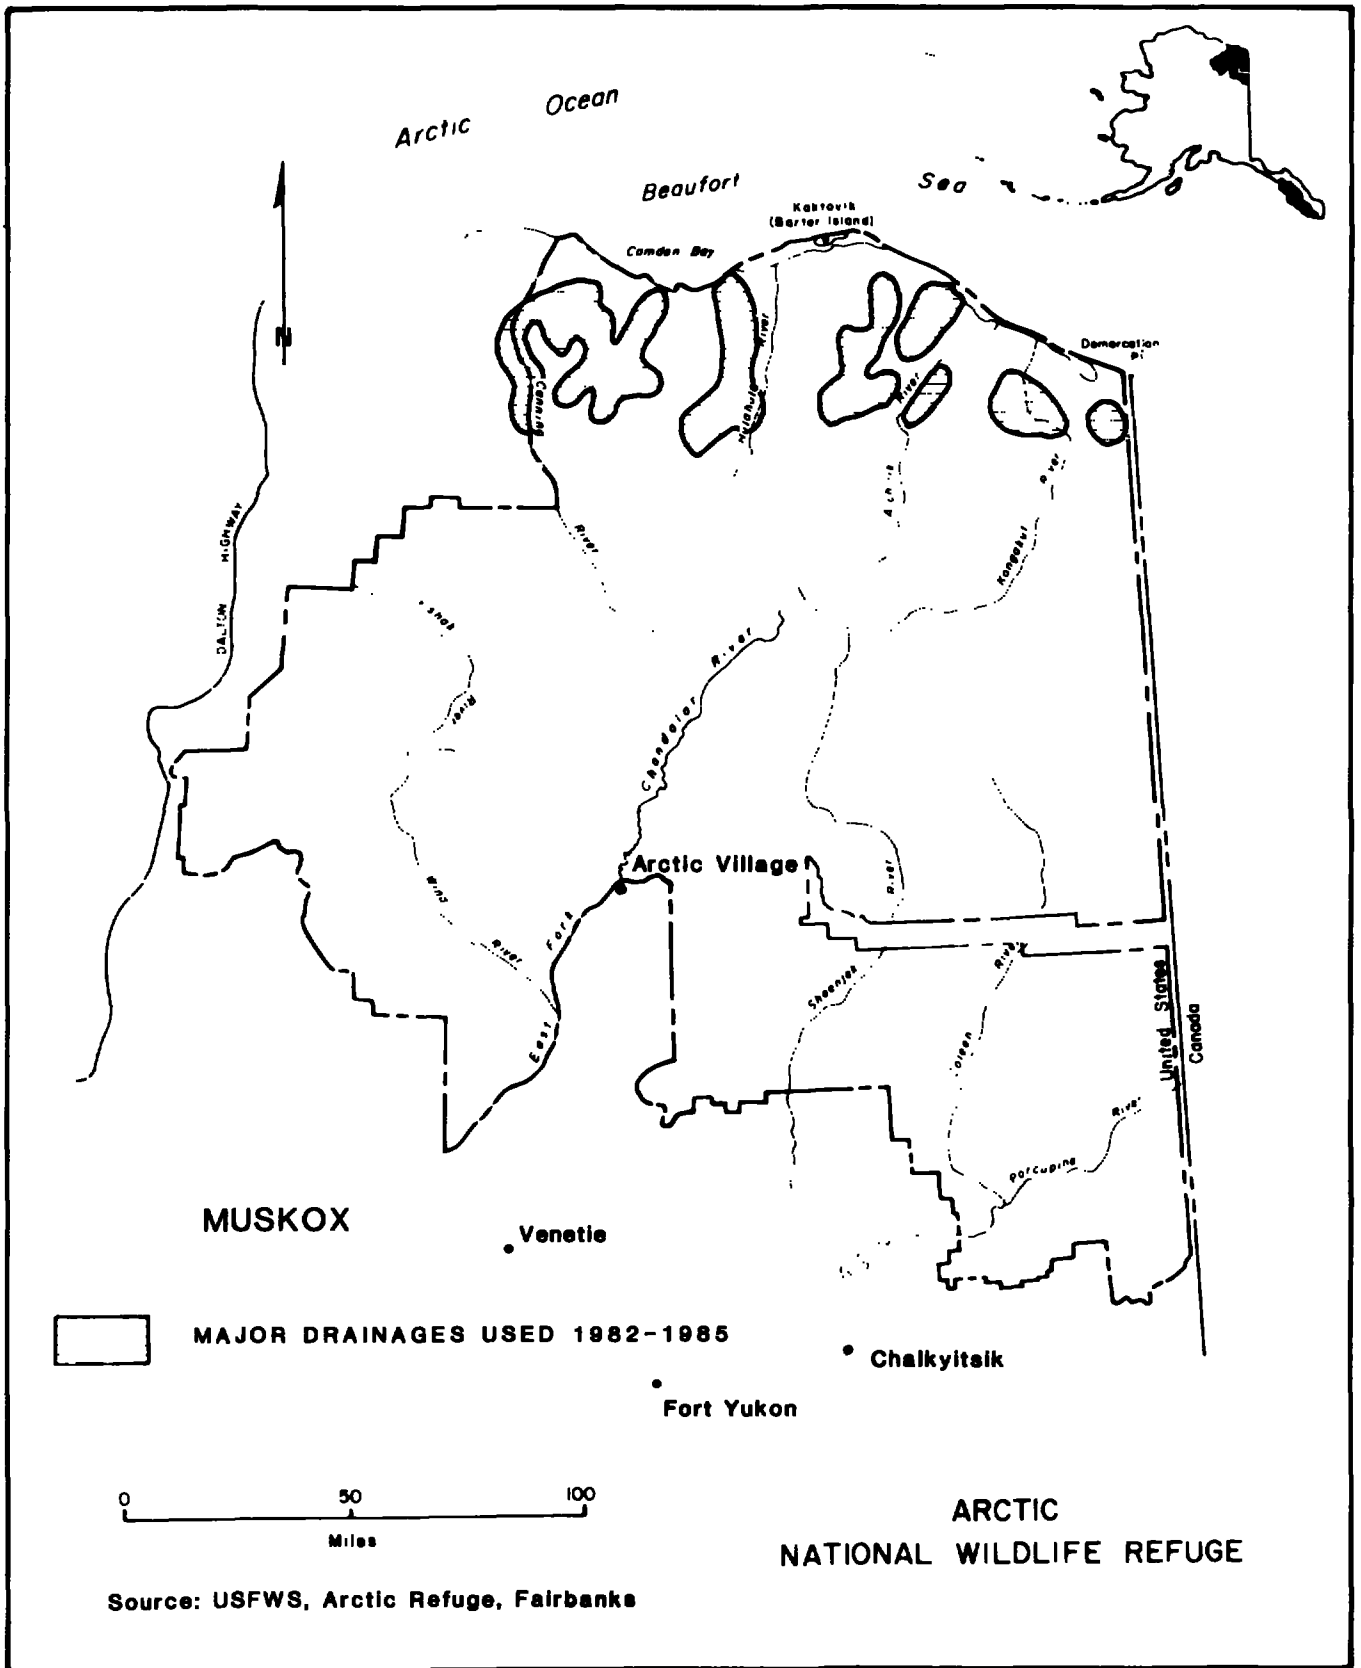 Arctic Ocean
Beaufort Sea
Kaktovik
(Barter Island)
Camden Bay
N
Demarcation
Pt
Canning
River
Hulahula
River
River
River
Kongakut
DALTON HIGHWAY
River
Chandalar River
Arctic Village
Wind
River
East Fork
River
Sheenjek
River
United States
Canada
Porcupine
River
MUSKOX
Venetie
MAJOR DRAINAGES USED 1982-1985
Chalkyitsik
Fort Yukon
0 50 100
Miles
ARCTIC
NATIONAL WILDLIFE REFUGE
Source: USFWS, Arctic Refuge, Fairbanks